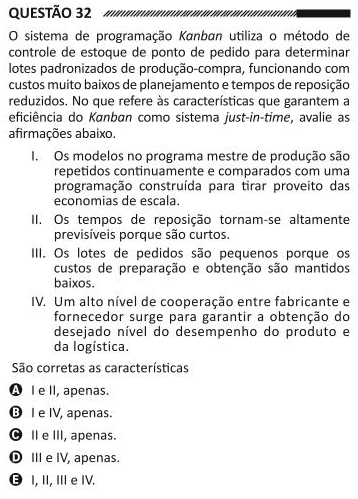 QUESTÃO 32
O sistema de programação Kanban utiliza o método de
controle de estoque de ponto de pedido para determinar
lotes padronizados de produção-compra, funcionando com
custos muito baixos de planejamento e tempos de reposição
reduzidos. No que refere às características que garantem a
eficiência do Kanban como sistema just-in-time, avalie as
afirmações abaixo.
I. Os modelos no programa mestre de produção são
repetidos continuamente e comparados com uma
programação construída para tirar proveito das
economias de escala.
II. Os tempos de reposição tornam-se altamente
previsíveis porque são curtos.
III. Os lotes de pedidos são pequenos porque os
custos de preparação e obtenção são mantidos
baixos.
IV. Um alto nível de cooperação entre fabricante e
fornecedor surge para garantir a obtenção do
desejado nível do desempenho do produto e
da logística.
São corretas as características
A I e II, apenas.
B I e IV, apenas.
C II e III, apenas.
D III e IV, apenas.
E I, II, III e IV.